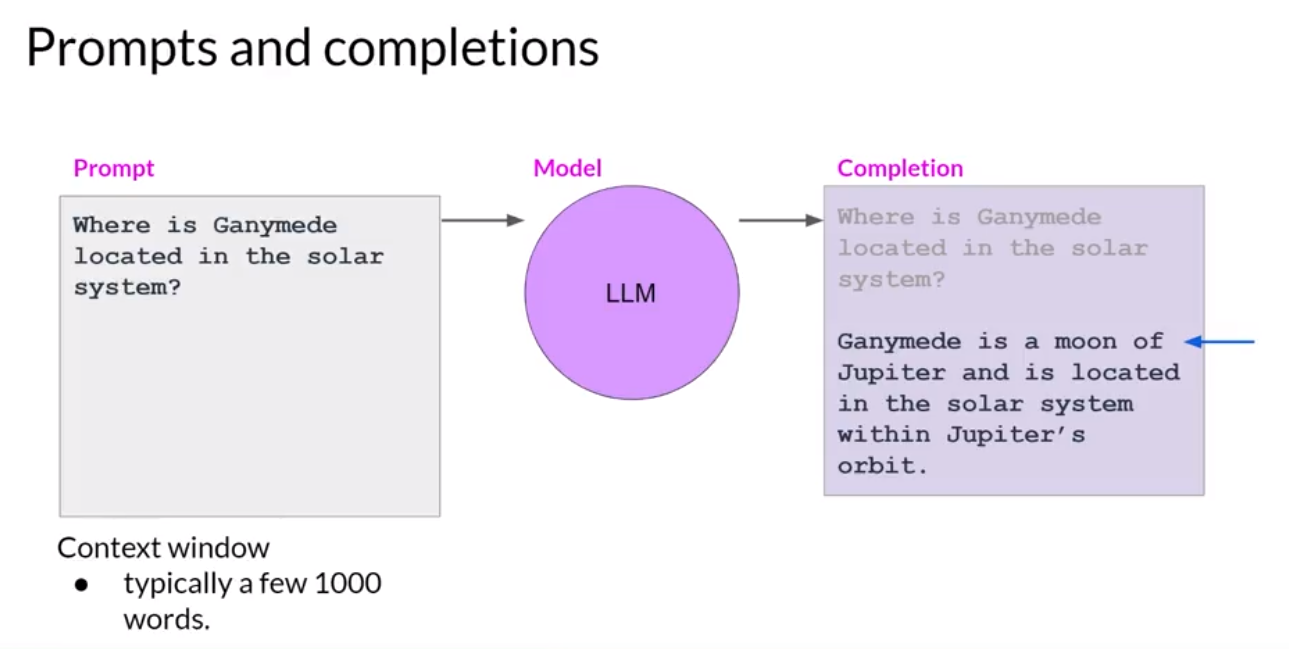 Prompts and completions
Prompt
Where is Ganymede
located in the solar
system?
Context window
● typically a few 1000
words.
Model
LLM
Completion
Where is Ganymede
located in the solar
system?
Ganymede is a moon of
Jupiter and is located
in the solar system
within Jupiter’s
orbit.